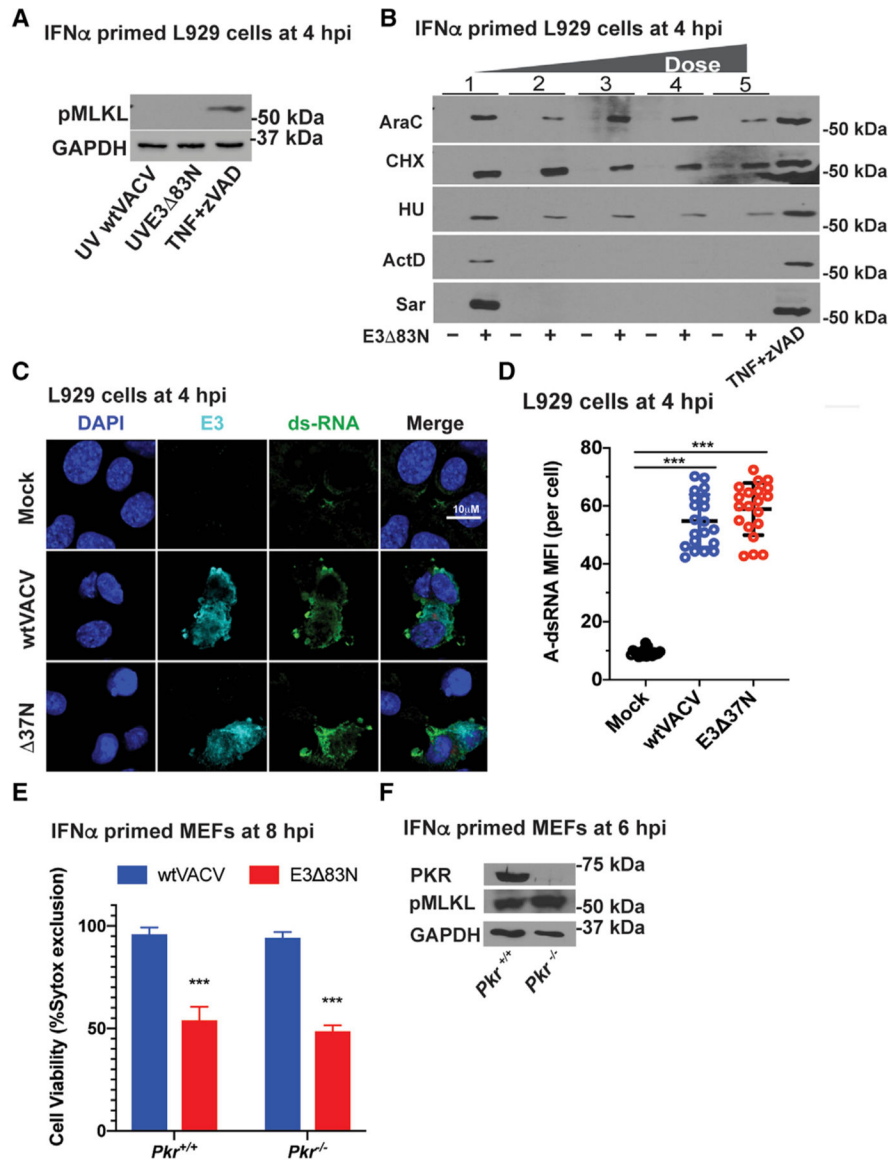 A
IFNα primed L929 cells at 4 hpi
pMLKL
-50 kDa
-37 kDa
GAPDH
UV wtVACV
UVE3Δ83N
TNF+zVAD
B
IFNα primed L929 cells at 4 hpi
Dose
1 2 3 4 5
AraC
-50 kDa
CHX
-50 kDa
HU
-50 kDa
ActD
-50 kDa
Sar
-50 kDa
E3Δ83N − + − + − + − + − + TNF+zVAD
C
L929 cells at 4 hpi
DAPI E3 ds-RNA Merge
Mock
10µM
wtVACV
Δ37N
D
L929 cells at 4 hpi
A-dsRNA MFI (per cell)
80
60
40
20
0
***
***
Mock
wtVACV
E3Δ37N
E
IFNα primed MEFs at 8 hpi
wtVACV E3Δ83N
Cell Viability (%Sytox exclusion)
100
50
0
***
***
Pkr+/+ Pkr-/-
F
IFNα primed MEFs at 6 hpi
PKR
-75 kDa
pMLKL
-50 kDa
GAPDH
-37 kDa
Pkr+/+
Pkr-/-